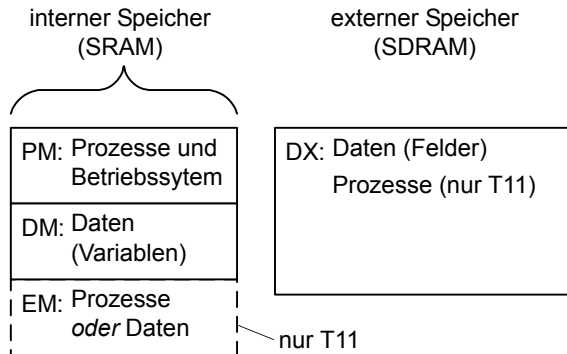 interner Speicher
(SRAM)
externer Speicher
(SDRAM)
PM: Prozesse und
Betriebssytem
DM: Daten
(Variablen)
EM: Prozesse
oder Daten
nur T11
DX: Daten (Felder)
Prozesse (nur T11)